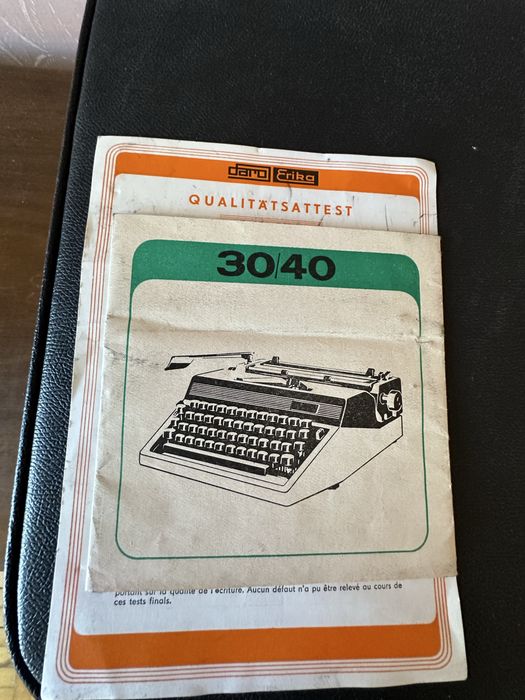 daro Erika
QUALITÄTSATTEST
30/40
portant sur la qualité de l'écriture. Aucun défaut n'a pu être relevé au cours de
ces tests finals.